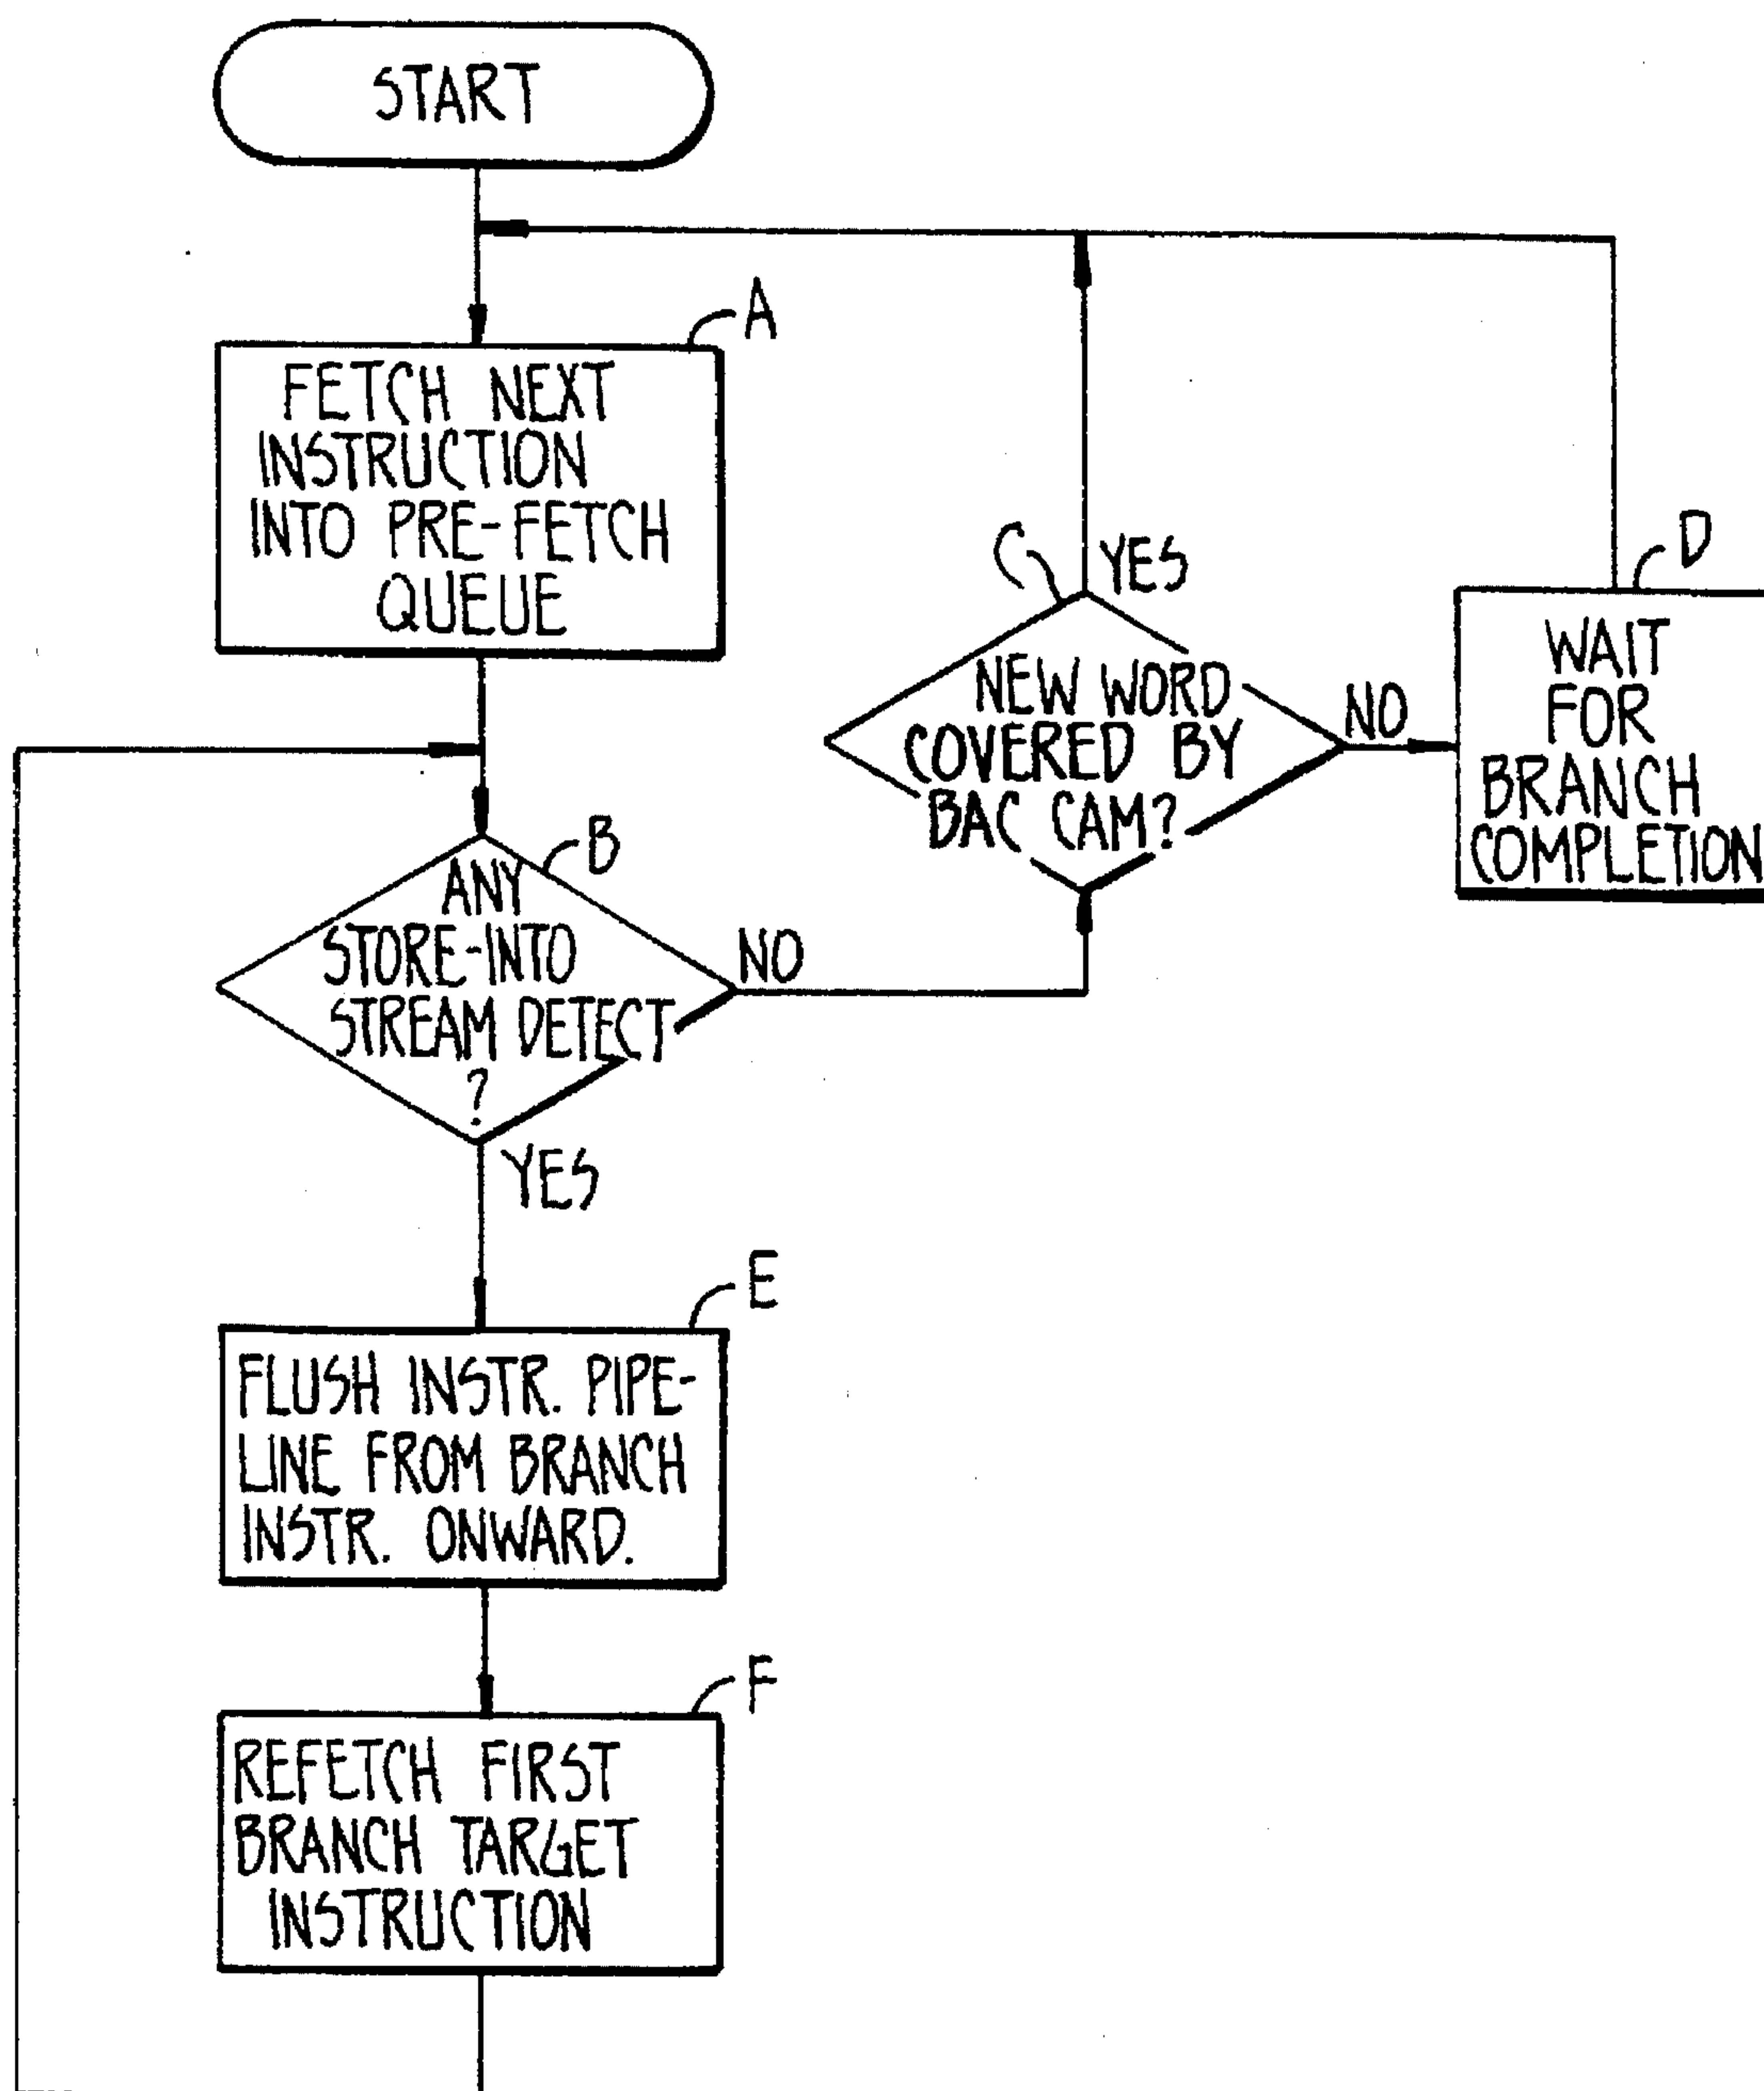 START
A
FETCH NEXT
INSTRUCTION
INTO PRE-FETCH
QUEUE
B
ANY
STORE-INTO
STREAM DETECT
?
NO
YES
C
YES
NEW WORD
COVERED BY
BAC CAM?
NO
D
WAIT
FOR
BRANCH
COMPLETION
E
FLUSH INSTR. PIPE-
LINE FROM BRANCH
INSTR. ONWARD.
F
REFETCH FIRST
BRANCH TARGET
INSTRUCTION